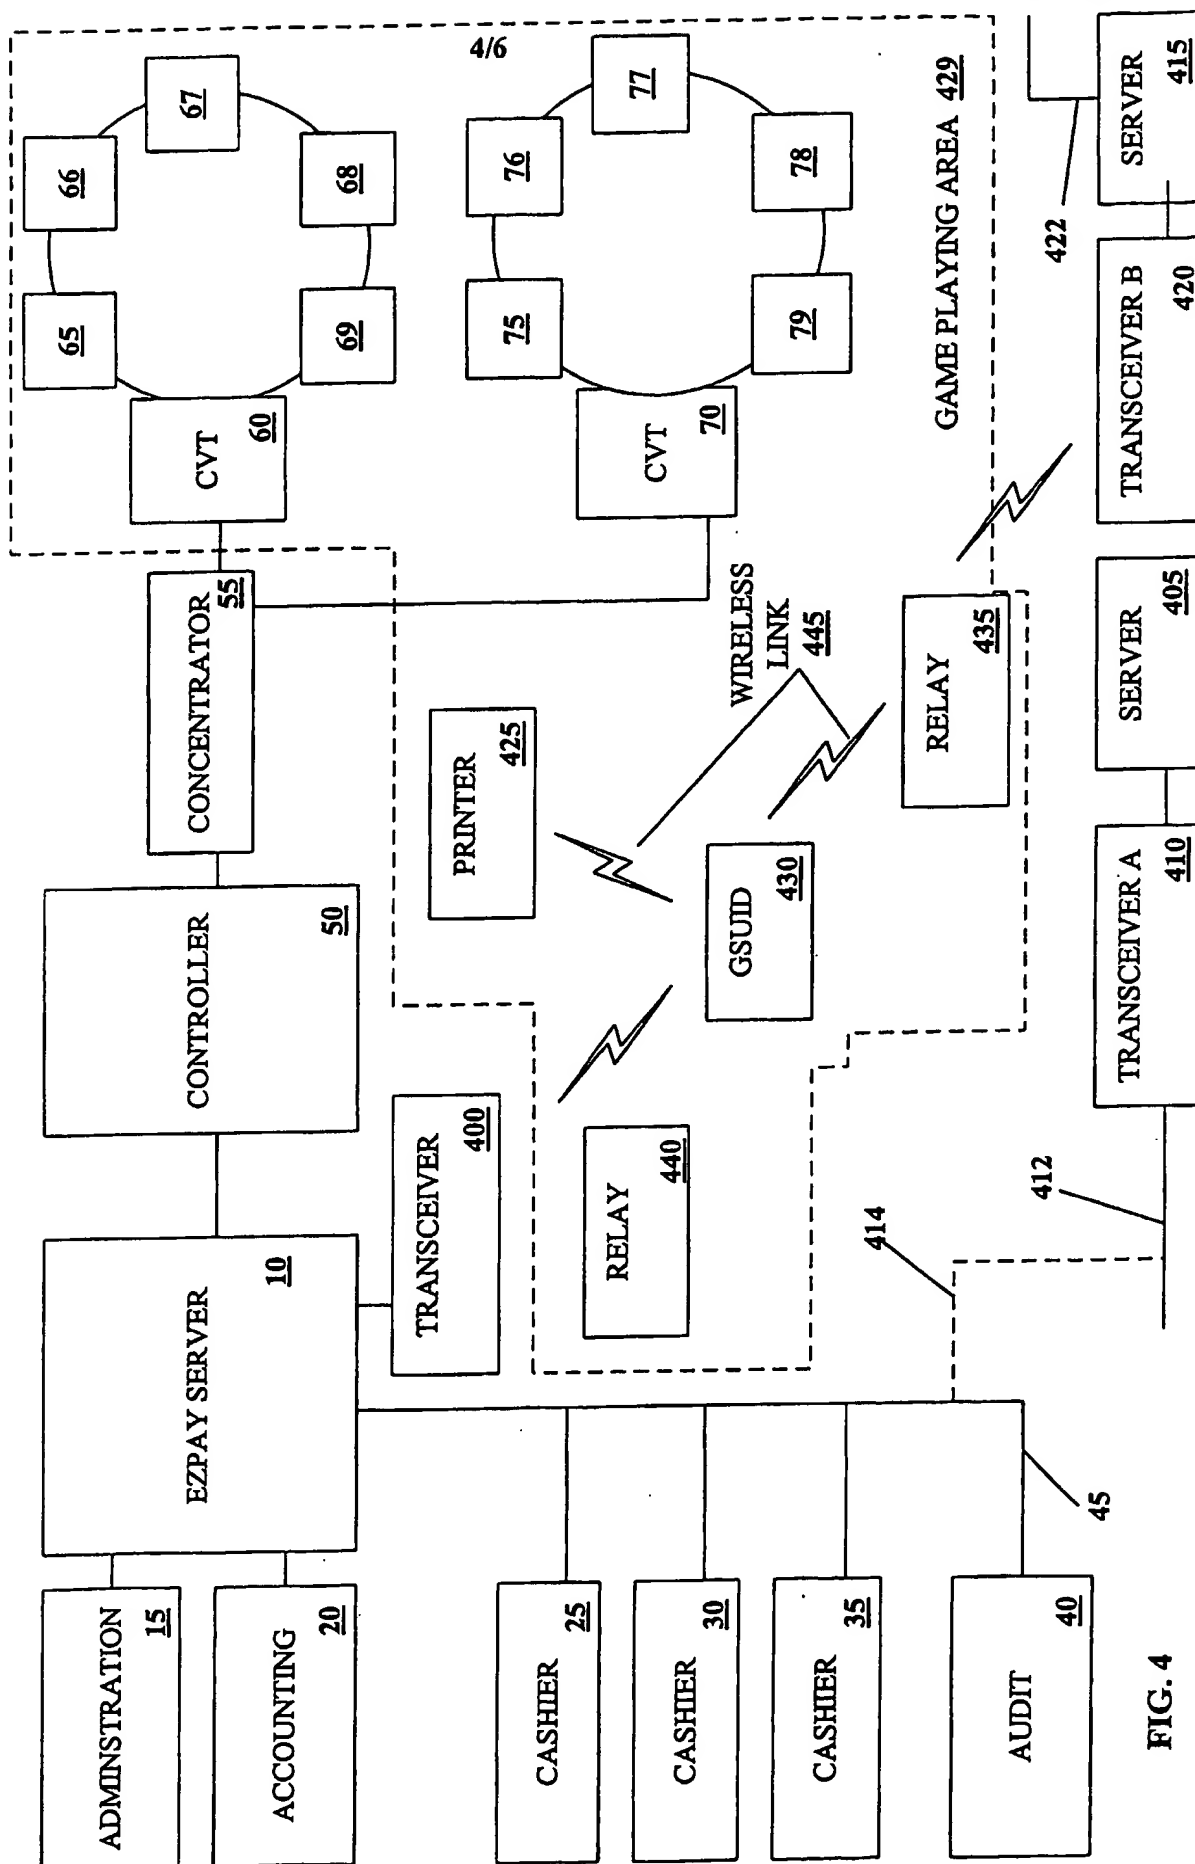 4/6
ADMINSTRATION
15
ACCOUNTING
20
EZPAY SERVER
10
CONTROLLER
50
CONCENTRATOR
55
CVT
60
65
66
67
68
69
CVT
70
75
76
77
78
79
CASHIER
25
CASHIER
30
CASHIER
35
AUDIT
40
45
TRANSCEIVER
400
RELAY
440
PRINTER
425
GSUID
430
WIRELESS
LINK
445
RELAY
435
GAME PLAYING AREA 429
414
412
TRANSCEIVER A
410
SERVER
405
TRANSCEIVER B
420
SERVER
415
422
FIG. 4